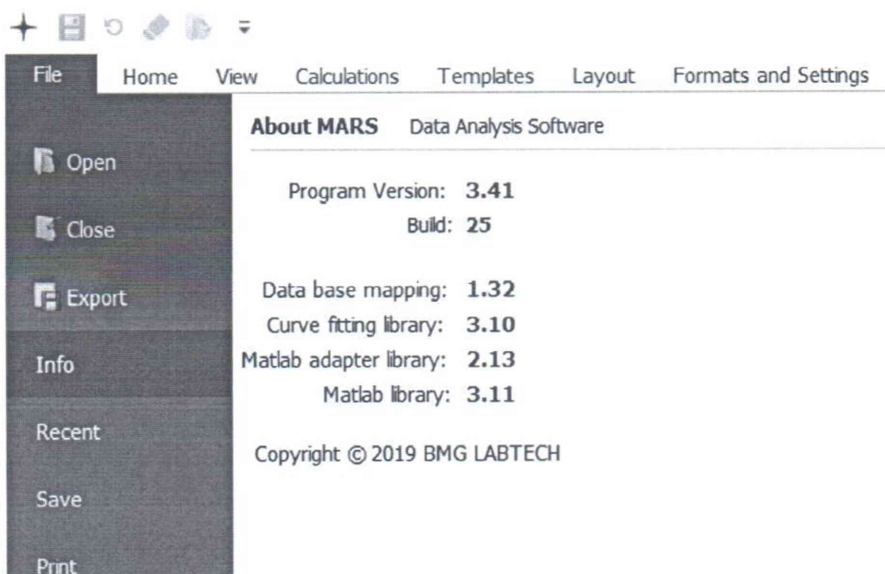 File Home View Calculations Templates Layout Formats and Settings
About MARS Data Analysis Software
Open
Program Version: 3.41
Close
Build: 25
Export
Data base mapping: 1.32
Curve fitting library: 3.10
Info
Matlab adapter library: 2.13
Matlab library: 3.11
Recent
Copyright © 2019 BMG LABTECH
Save
Print